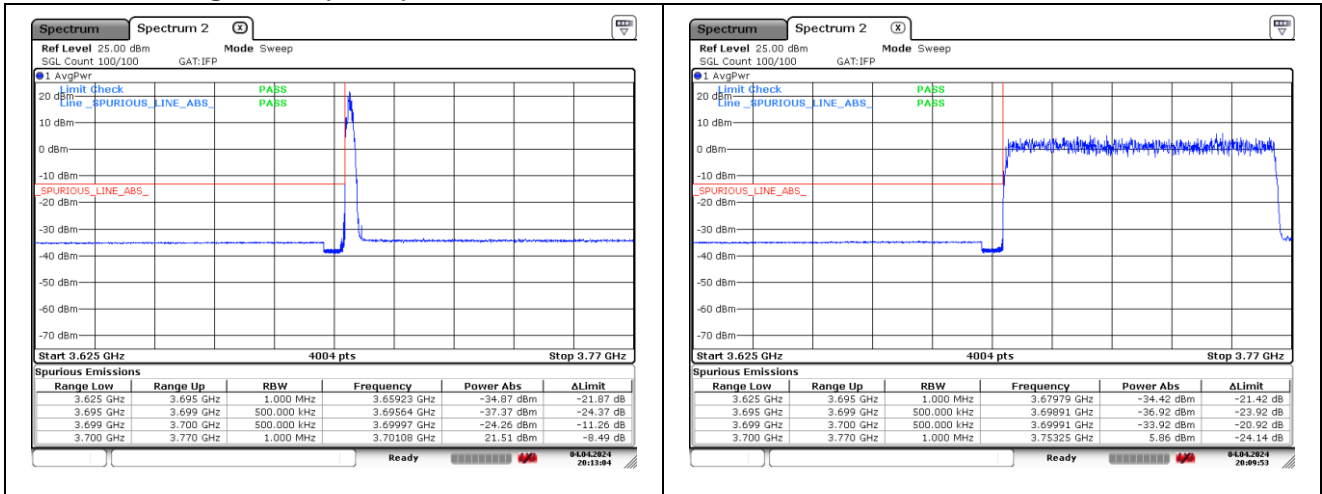 Spectrum Spectrum 2 X
Ref Level 25.00 dBm Mode Sweep
SGL Count 100/100 GAT:IFP
1 AvgPwr
Limit Check PASS
20 dBm
Line _SPURIOUS_LINE_ABS_ PASS
10 dBm
0 dBm
-10 dBm
_SPURIOUS_LINE_ABS_
-20 dBm
-30 dBm
-40 dBm
-50 dBm
-60 dBm
-70 dBm
Start 3.625 GHz 4004 pts Stop 3.77 GHz
Spurious Emissions
Range Low Range Up RBW Frequency Power Abs ΔLimit
3.625 GHz 3.695 GHz 1.000 MHz 3.65923 GHz -34.87 dBm -21.87 dB
3.695 GHz 3.699 GHz 500.000 kHz 3.69564 GHz -37.37 dBm -24.37 dB
3.699 GHz 3.700 GHz 500.000 kHz 3.69997 GHz -24.26 dBm -11.26 dB
3.700 GHz 3.770 GHz 1.000 MHz 3.70108 GHz 21.51 dBm -8.49 dB
Ready 04.04.2024
20:13:04
Spectrum Spectrum 2 X
Ref Level 25.00 dBm Mode Sweep
SGL Count 100/100 GAT:IFP
1 AvgPwr
Limit Check PASS
20 dBm
Line _SPURIOUS_LINE_ABS_ PASS
10 dBm
0 dBm
-10 dBm
_SPURIOUS_LINE_ABS_
-20 dBm
-30 dBm
-40 dBm
-50 dBm
-60 dBm
-70 dBm
Start 3.625 GHz 4004 pts Stop 3.77 GHz
Spurious Emissions
Range Low Range Up RBW Frequency Power Abs ΔLimit
3.625 GHz 3.695 GHz 1.000 MHz 3.67979 GHz -34.42 dBm -21.42 dB
3.695 GHz 3.699 GHz 500.000 kHz 3.69891 GHz -36.92 dBm -23.92 dB
3.699 GHz 3.700 GHz 500.000 kHz 3.69991 GHz -33.92 dBm -20.92 dB
3.700 GHz 3.770 GHz 1.000 MHz 3.75325 GHz 5.86 dBm -24.14 dB
Ready 04.04.2024
20:09:53